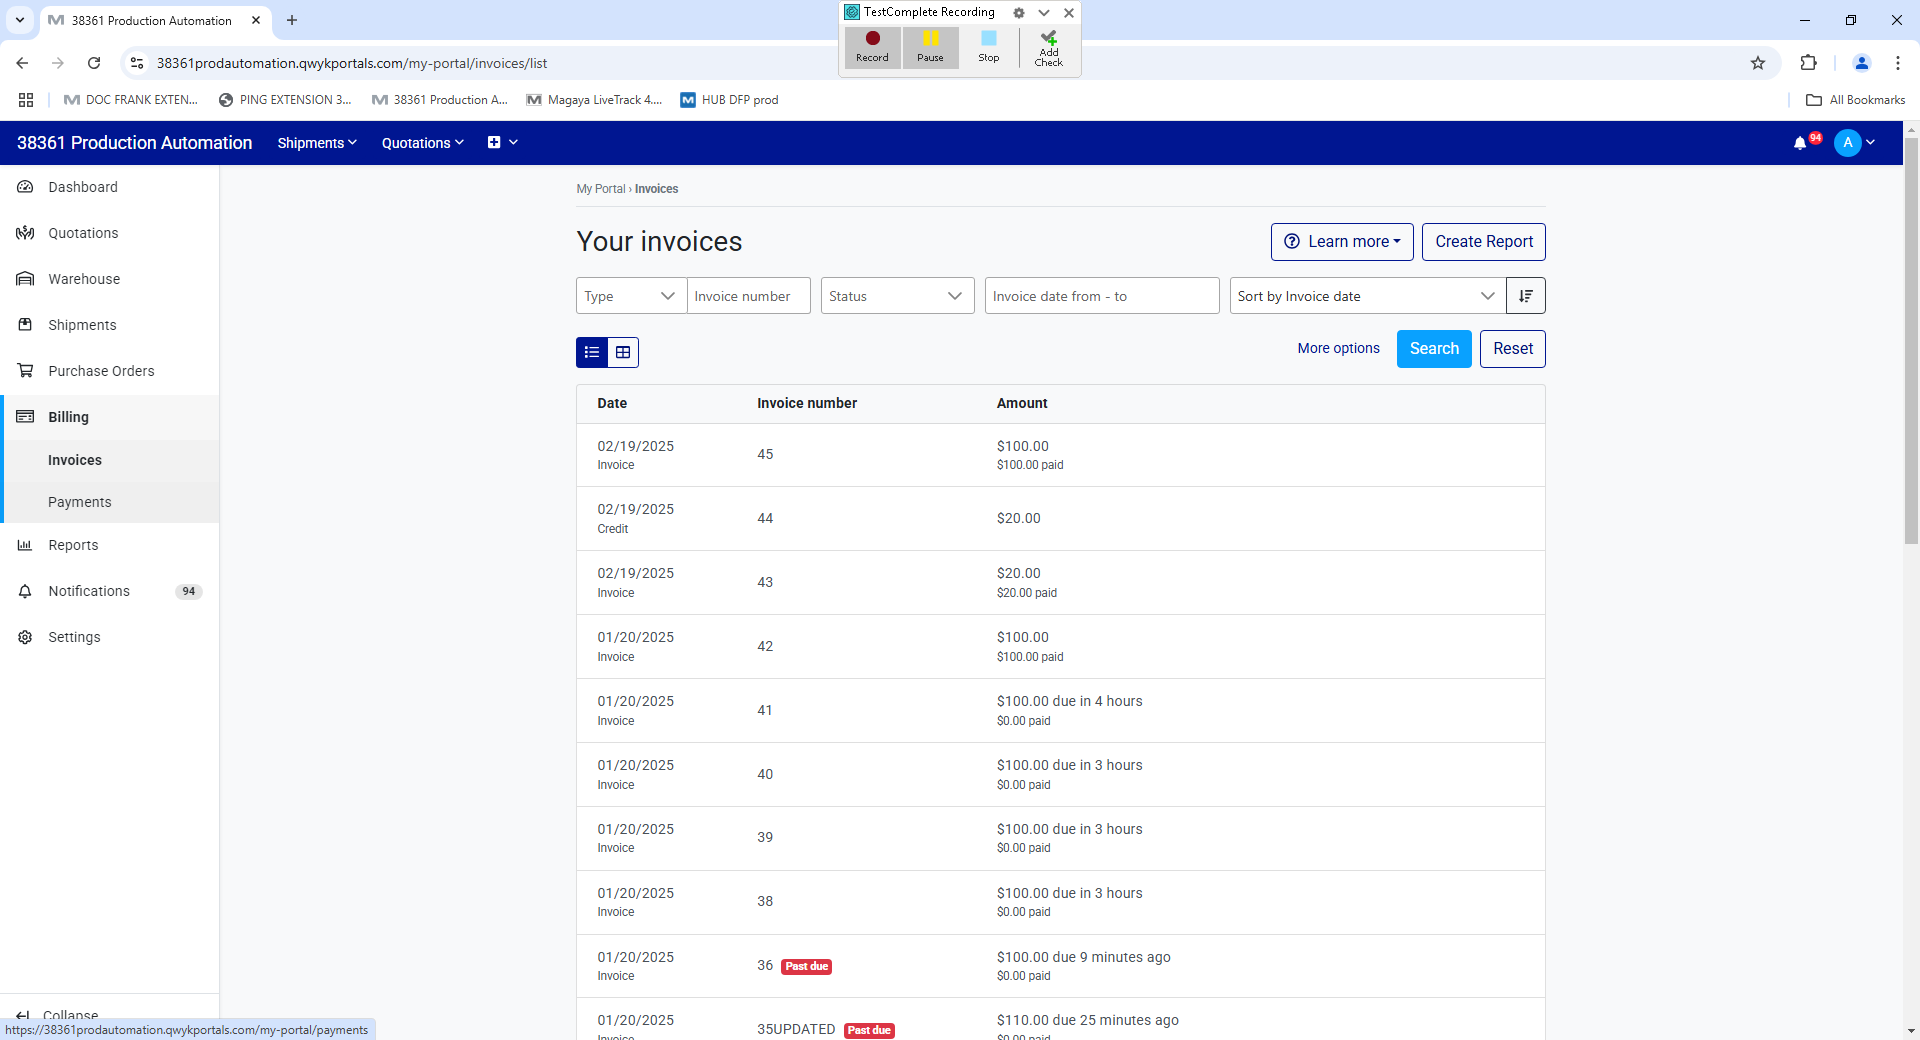 38361 Production Automation
TestComplete Recording
Record
Pause
Stop
Add
Check
38361prodautomation.qwykportals.com/my-portal/invoices/list
DOC FRANK EXTEN...
PING EXTENSION 3...
38361 Production A...
Magaya LiveTrack 4....
HUB DFP prod
All Bookmarks
38361 Production Automation
Shipments
Quotations
94
A
Dashboard
Quotations
Warehouse
Shipments
Purchase Orders
Billing
Invoices
Payments
Reports
Notifications 94
Settings
Collapse
https://38361prodautomation.qwykportals.com/my-portal/payments
My Portal › Invoices
Your invoices
Learn more
Create Report
Type
Invoice number
Status
Invoice date from - to
Sort by Invoice date
More options
Search
Reset
Date Invoice number Amount
02/19/2025
Invoice
45
$100.00
$100.00 paid
02/19/2025
Credit
44
$20.00
02/19/2025
Invoice
43
$20.00
$20.00 paid
01/20/2025
Invoice
42
$100.00
$100.00 paid
01/20/2025
Invoice
41
$100.00 due in 4 hours
$0.00 paid
01/20/2025
Invoice
40
$100.00 due in 3 hours
$0.00 paid
01/20/2025
Invoice
39
$100.00 due in 3 hours
$0.00 paid
01/20/2025
Invoice
38
$100.00 due in 3 hours
$0.00 paid
01/20/2025
Invoice
36 Past due
$100.00 due 9 minutes ago
$0.00 paid
01/20/2025
Invoice
35UPDATED Past due
$110.00 due 25 minutes ago
$0.00 paid